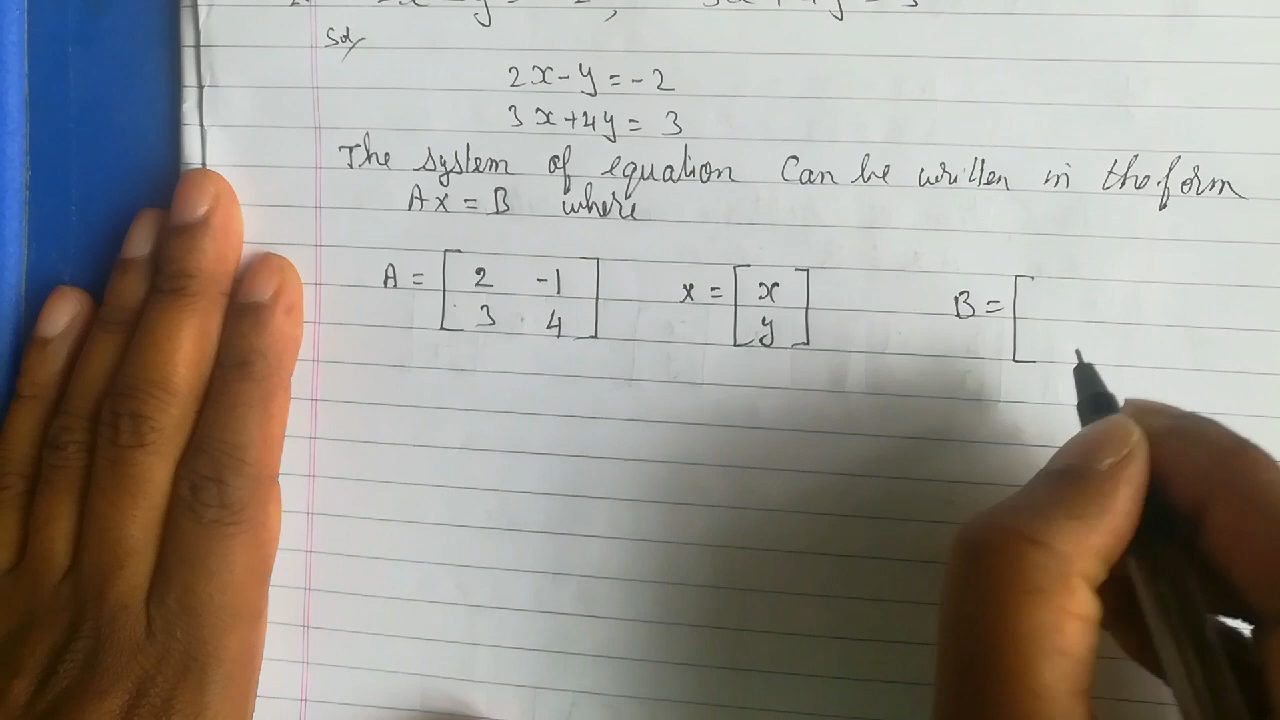 Sol/
2x-y=-2
3x+4y= 3
The system of equation Can be written in the form
AX = B where
A = [ 2 -1 X = [ x B = [
3 4 ] y ]